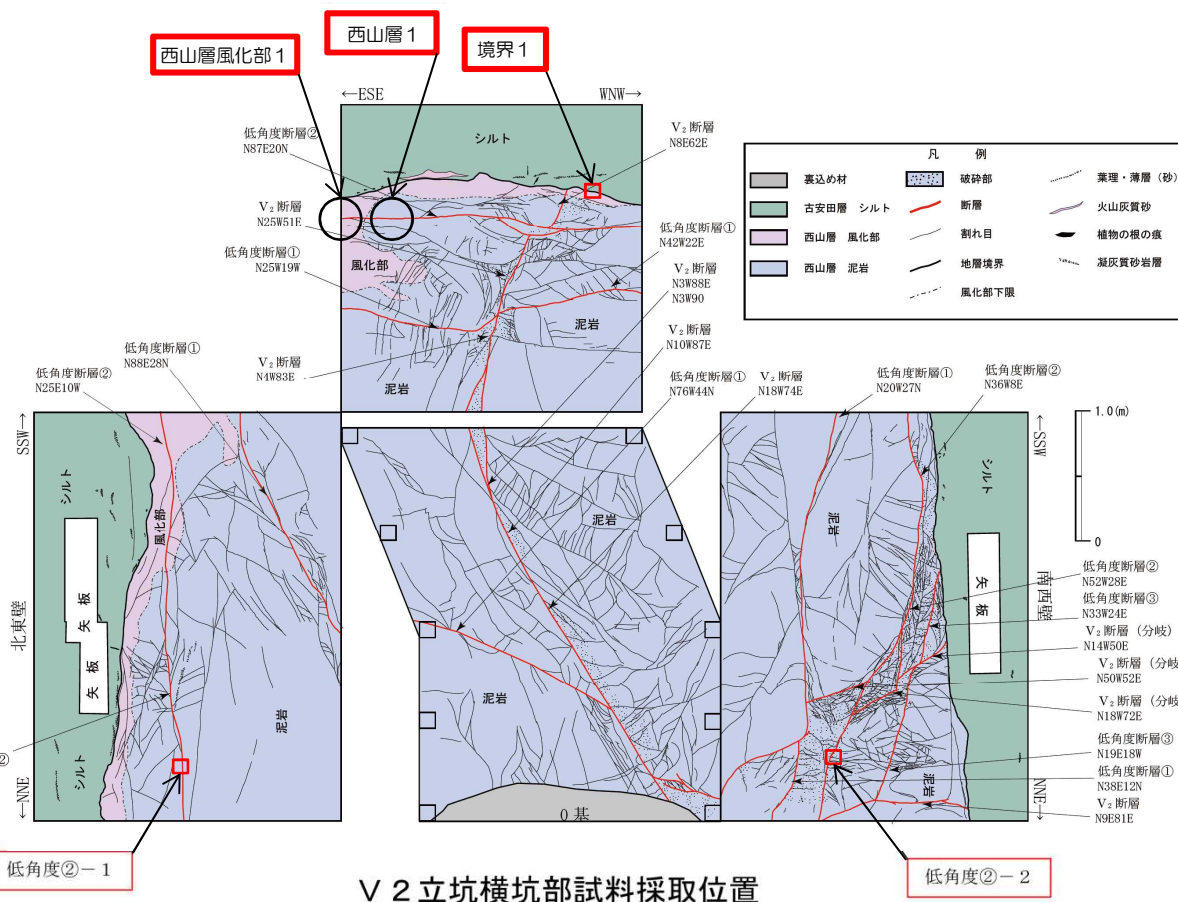 西山層風化部1
西山層1
境界1
←ESE
WNW→
低角度断層②
N87E20N
シルト
V₂断層
N8E62E
V₂断層
N25W51E
低角度断層①
N25W19W
風化部
低角度断層①
N42W22E
V₂断層
N3W88E
N3W90
泥岩
V₂断層
N10W87E
V₂断層
N4W83E
泥岩
低角度断層①
N76W44N
V₂断層
N18W74E
凡 例
裏込め材
古安田層 シルト
西山層 風化部
西山層 泥岩
破砕部
断層
割れ目
地層境界
風化部下限
葉理・薄層(砂)
火山灰質砂
植物の根の痕
凝灰質砂岩層
低角度断層①
N88E28N
低角度断層②
N25E10W
SSW→
シルト
風化部
矢板
矢板
北東壁
泥岩
シルト
②
←NNE
低角度②-1
泥岩
泥岩
0基
低角度断層①
N20W27N
低角度断層②
N36W8E
←SSW
シルト
泥岩
1.0(m)
0
矢板
南西壁
低角度断層②
N52W28E
低角度断層③
N33W24E
V₂断層(分岐)
N14W50E
V₂断層(分岐
N50W52E
V₂断層(分岐
N18W72E
低角度断層③
N19E18W
低角度断層①
N38E12N
V₂断層
N9E81E
泥岩
NNE→
低角度②-2
V2立坑横坑部試料採取位置